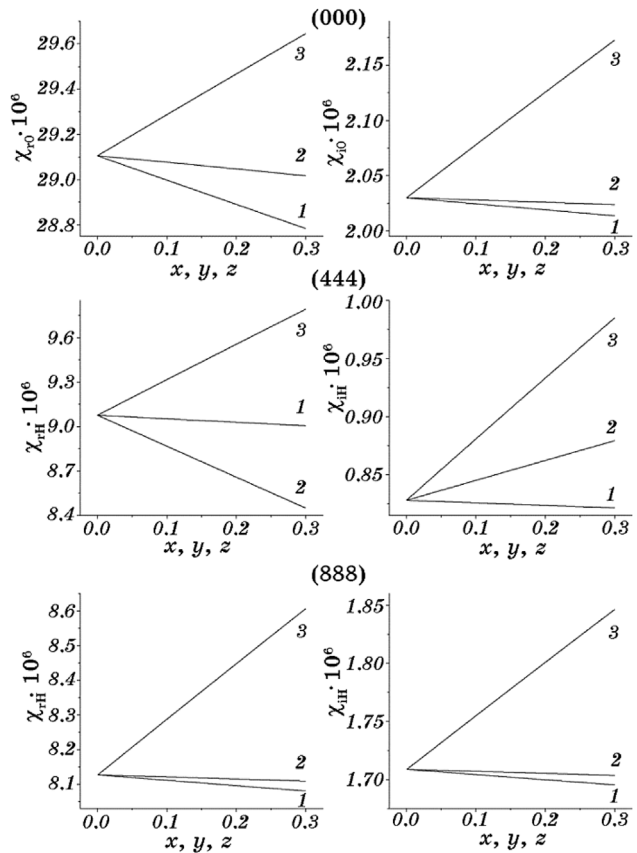 (000)
χr0·10⁶
29.6
29.4
29.2
29.0
28.8
3
2
1
0.0 0.1 0.2 0.3
x, y, z
χi0·10⁶
2.15
2.10
2.05
2.00
3
2
1
0.0 0.1 0.2 0.3
x, y, z
(444)
χrH·10⁶
9.6
9.3
9.0
8.7
8.4
3
1
2
0.0 0.1 0.2 0.3
x, y, z
χiH·10⁶
1.00
0.95
0.90
0.85
3
2
1
0.0 0.1 0.2 0.3
x, y, z
(888)
χrH·10⁶
8.6
8.5
8.4
8.3
8.2
8.1
3
2
1
0.0 0.1 0.2 0.3
x, y, z
χiH·10⁶
1.85
1.80
1.75
1.70
3
2
1
0.0 0.1 0.2 0.3
x, y, z